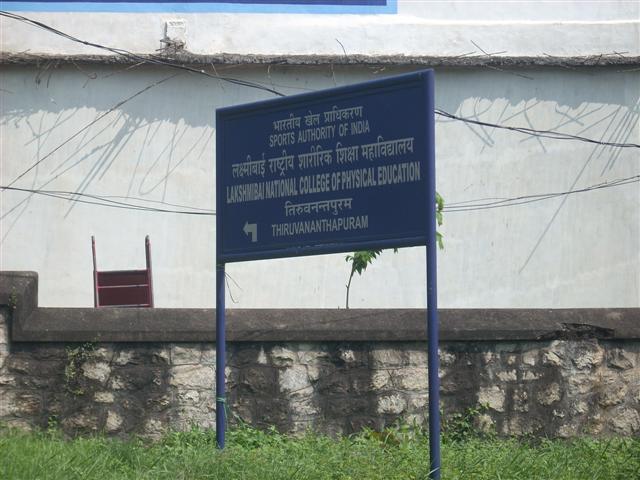 भारतीय खेल प्राधिकरण
SPORTS AUTHORITY OF INDIA
लक्ष्मीबाई राष्ट्रीय शारीरिक शिक्षा महाविद्यालय
LAKSHMIBAI NATIONAL COLLEGE OF PHYSICAL EDUCATION
तिरुवनन्तपुरम
THIRUVANANTHAPURAM